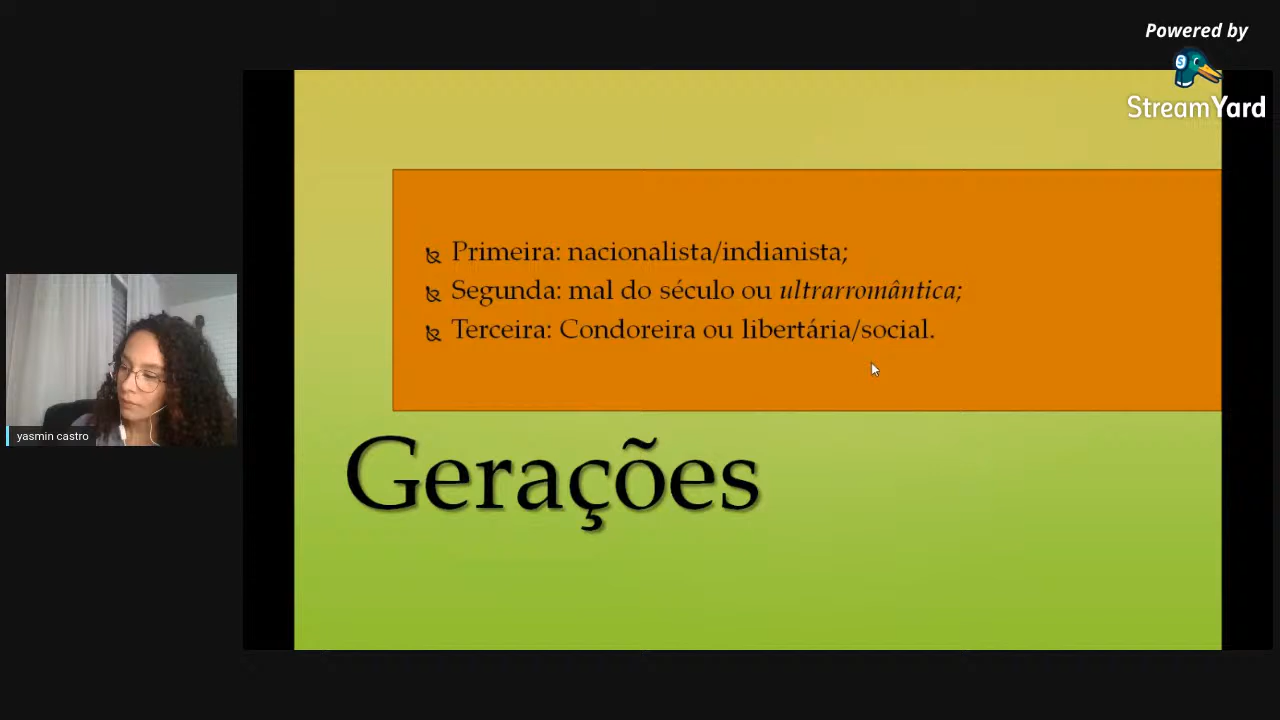 Powered by
StreamYard
Primeira: nacionalista/indianista;
Segunda: mal do século ou ultrarromântica;
Terceira: Condoreira ou libertária/social.
yasmin castro
Gerações